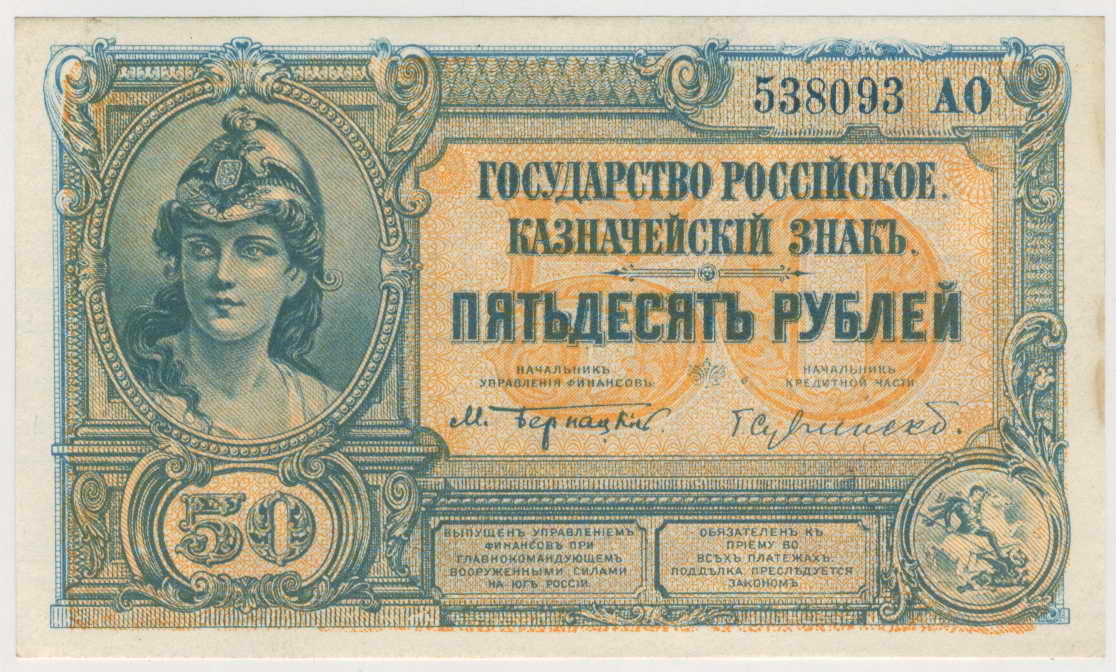 538093 АО
ГОСУДАРСТВО РОССІЙСКОЕ.
КАЗНАЧЕЙСКІЙ ЗНАКЪ.
ПЯТЬДЕСЯТЪ РУБЛЕЙ
НАЧАЛЬНИКЪ
УПРАВЛЕНІЯ ФИНАНСОВЪ.
НАЧАЛЬНИКЪ
КРЕДИТНОЙ ЧАСТИ
М. Бернацкій.
50
ВЫПУЩЕНЪ УПРАВЛЕНІЕМЪ
ФИНАНСОВЪ ПРИ
ГЛАВНОКОМАНДУЮЩЕМЪ
ВООРУЖЕННЫМИ СИЛАМИ
НА ЮГѢ РОССІИ.
ОБЯЗАТЕЛЕНЪ КЪ
ПРІЕМУ ВО
ВСѢХЪ ПЛАТЕЖАХЪ.
ПОДДѢЛКА ПРЕСЛѢДУЕТСЯ
ЗАКОНОМЪ.